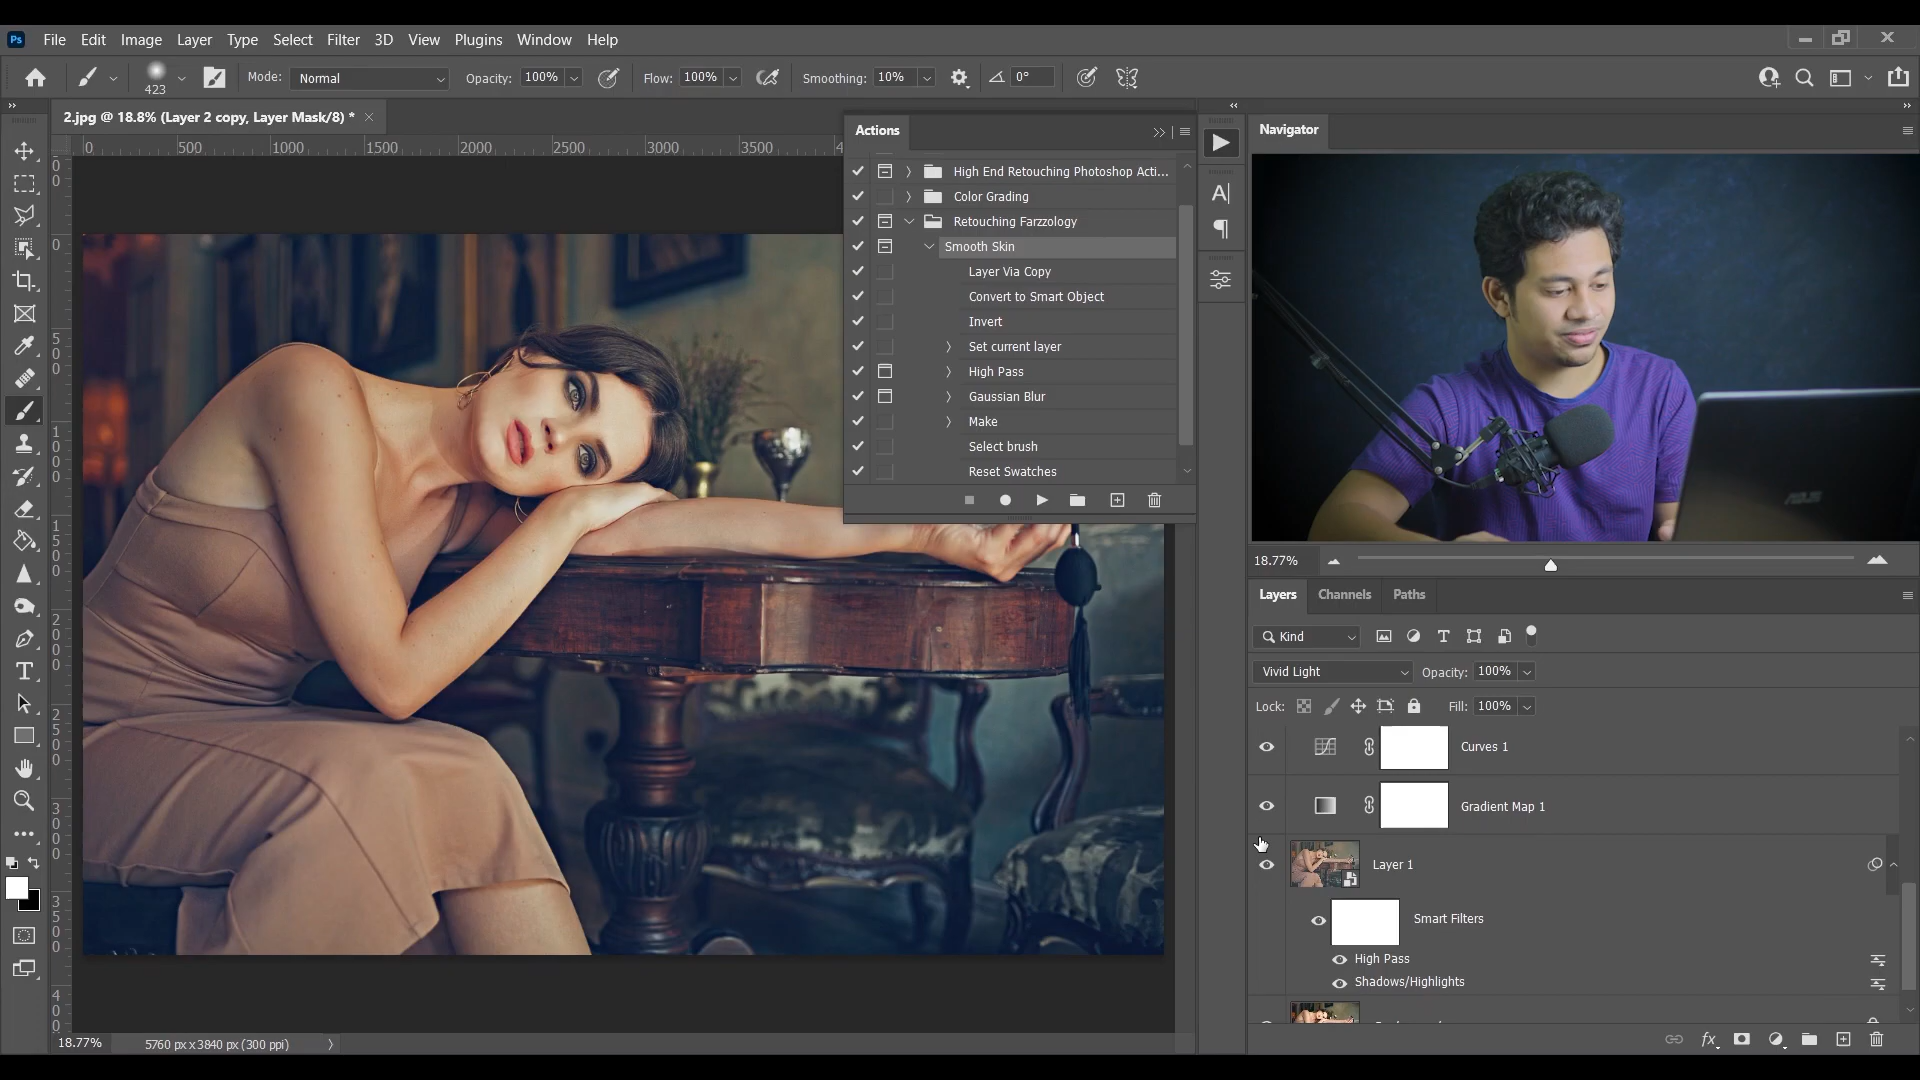 Ps File Edit Image Layer Type Select Filter 3D View Plugins Window Help
423 Mode: Normal Opacity: 100% Flow: 100% Smoothing: 10% 0°
2.jpg @ 18.8% (Layer 2 copy, Layer Mask/8) *
0 500 1000 1500 2000 2500 3000 3500 4
Actions
High End Retouching Photoshop Acti...
Color Grading
Retouching Farzzology
Smooth Skin
Layer Via Copy
Convert to Smart Object
Invert
Set current layer
High Pass
Gaussian Blur
Make
Select brush
Reset Swatches
Navigator
ASUS
18.77%
Layers Channels Paths
Kind
Vivid Light Opacity: 100%
Lock: Fill: 100%
Curves 1
Gradient Map 1
Layer 1
Smart Filters
High Pass
Shadows/Highlights
18.77% 5760 px x 3840 px (300 ppi)